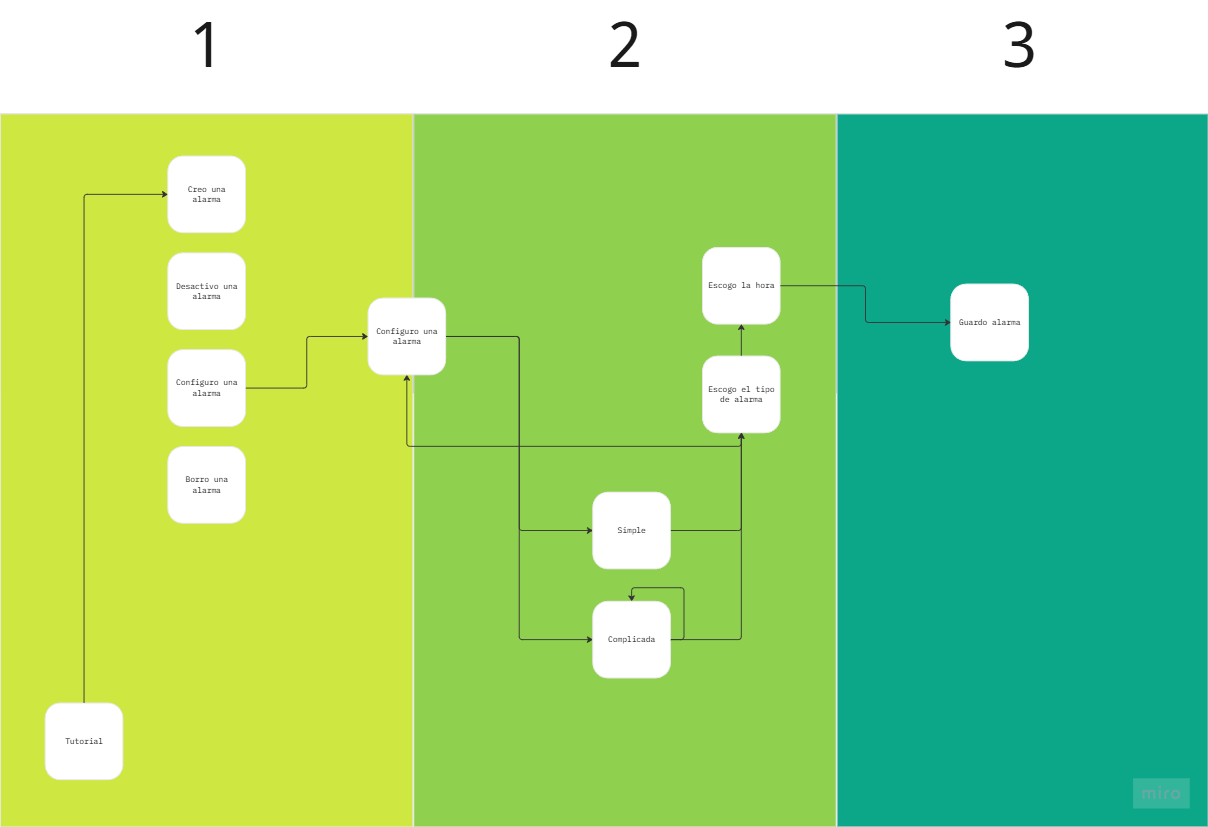 1
2
3
Creo una
alarma
Desactivo una
alarma
Configuro una
alarma
Borro una
alarma
Tutorial
Configuro una
alarma
Escogo la hora
Escogo el tipo
de alarma
Simple
Complicada
Guardo alarma
miro